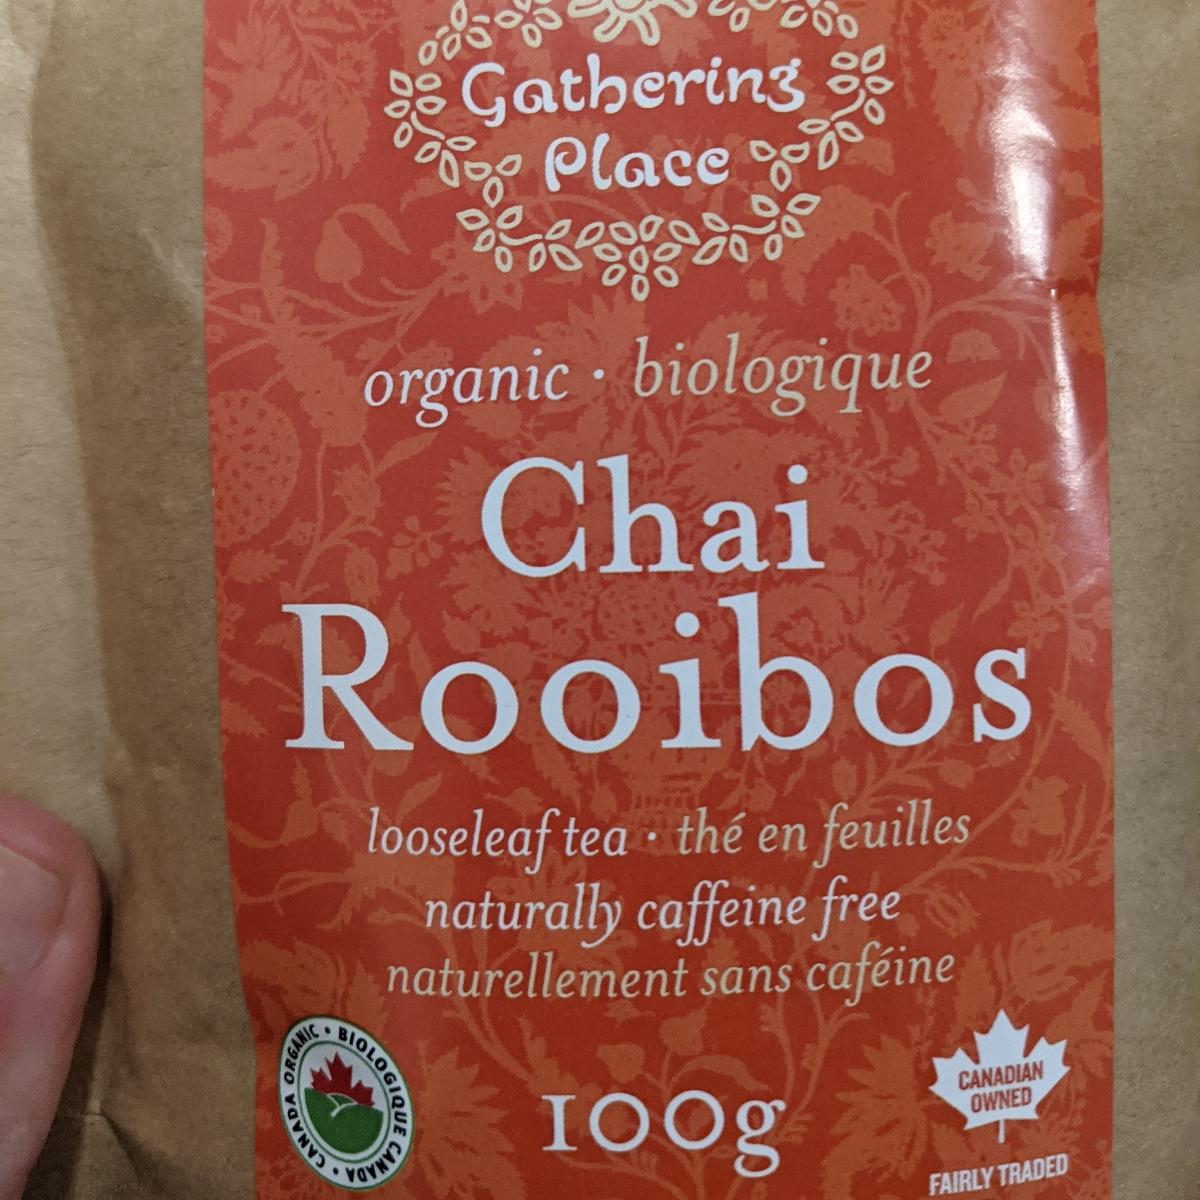 Gathering
Place
organic · biologique
Chai
Rooibos
looseleaf tea · thé en feuilles
naturally caffeine free
naturellement sans caféine
CANADA ORGANIC · BIOLOGIQUE CANADA ·
100g
CANADIAN
OWNED
FAIRLY TRADED